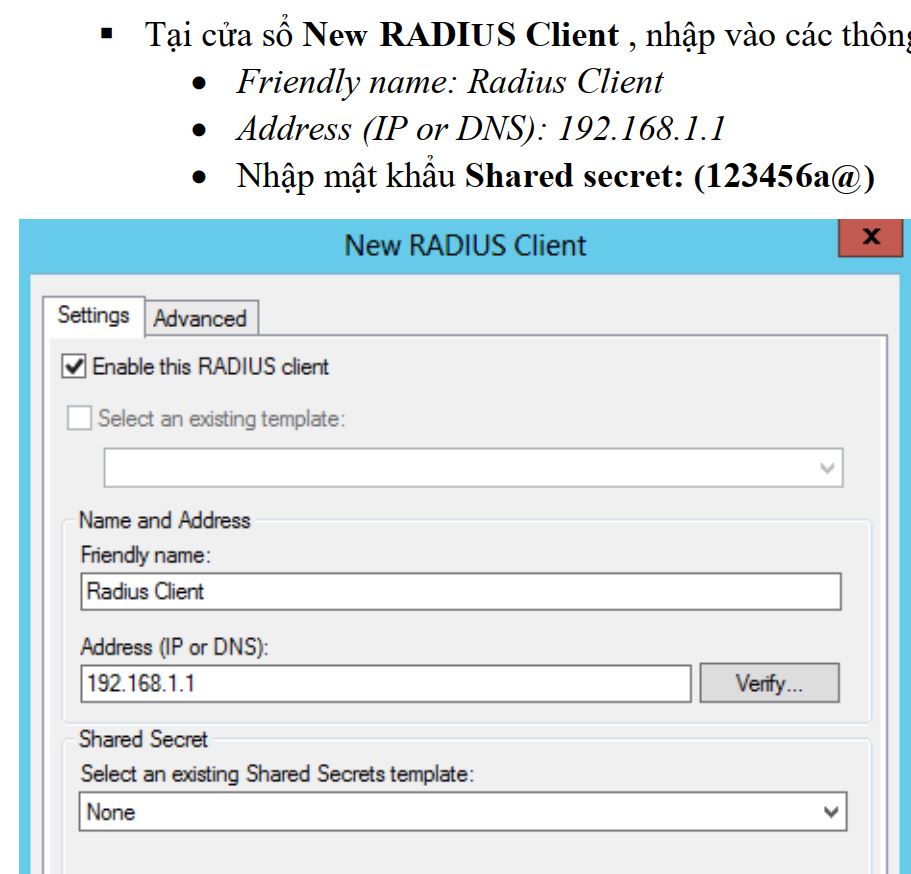 ▪ Tại cửa sổ New RADIUS Client , nhập vào các thông
• Friendly name: Radius Client
• Address (IP or DNS): 192.168.1.1
• Nhập mật khẩu Shared secret: (123456a@)
New RADIUS Client
x
Settings Advanced
Enable this RADIUS client
Select an existing template:
Name and Address
Friendly name:
Radius Client
Address (IP or DNS):
192.168.1.1 Verify...
Shared Secret
Select an existing Shared Secrets template:
None